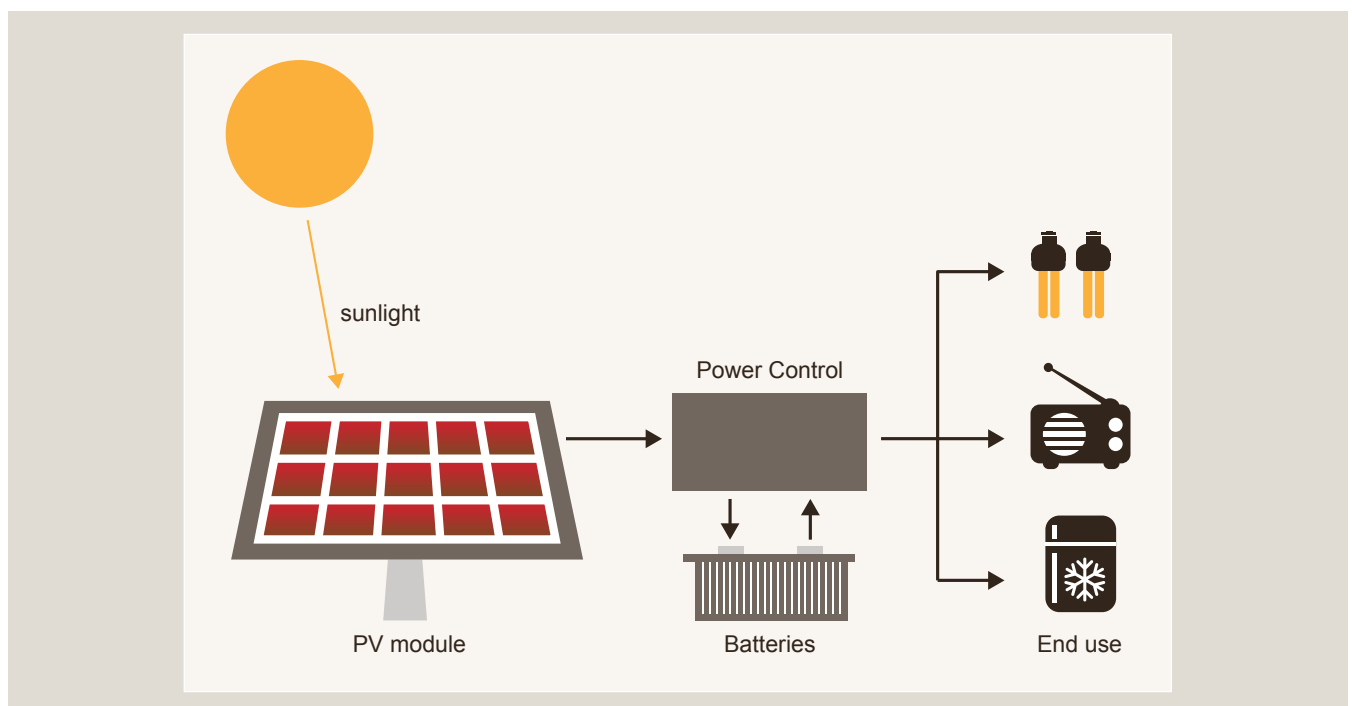 sunlight
Power Control
PV module
Batteries
End use